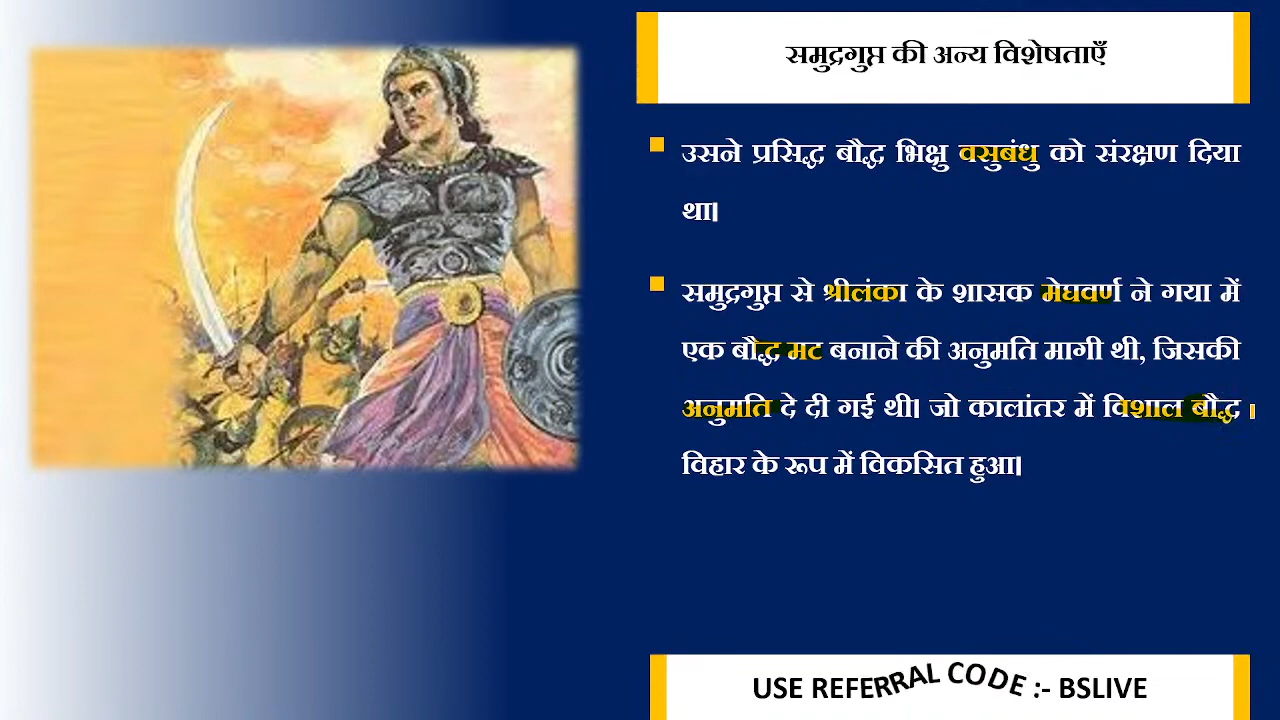 समुद्रगुप्त की अन्य विशेषताएँ
उसने प्रसिद्ध बौद्ध भिक्षु वसुबंधु को संरक्षण दिया
था।
समुद्रगुप्त से श्रीलंका के शासक मेघवर्ण ने गया में
एक बौद्ध मट बनाने की अनुमति मागी थी, जिसकी
अनुमति दे दी गई थी। जो कालांतर में विशाल बौद्ध
विहार के रूप में विकसित हुआ।
USE REFERRAL CODE :- BSLIVE